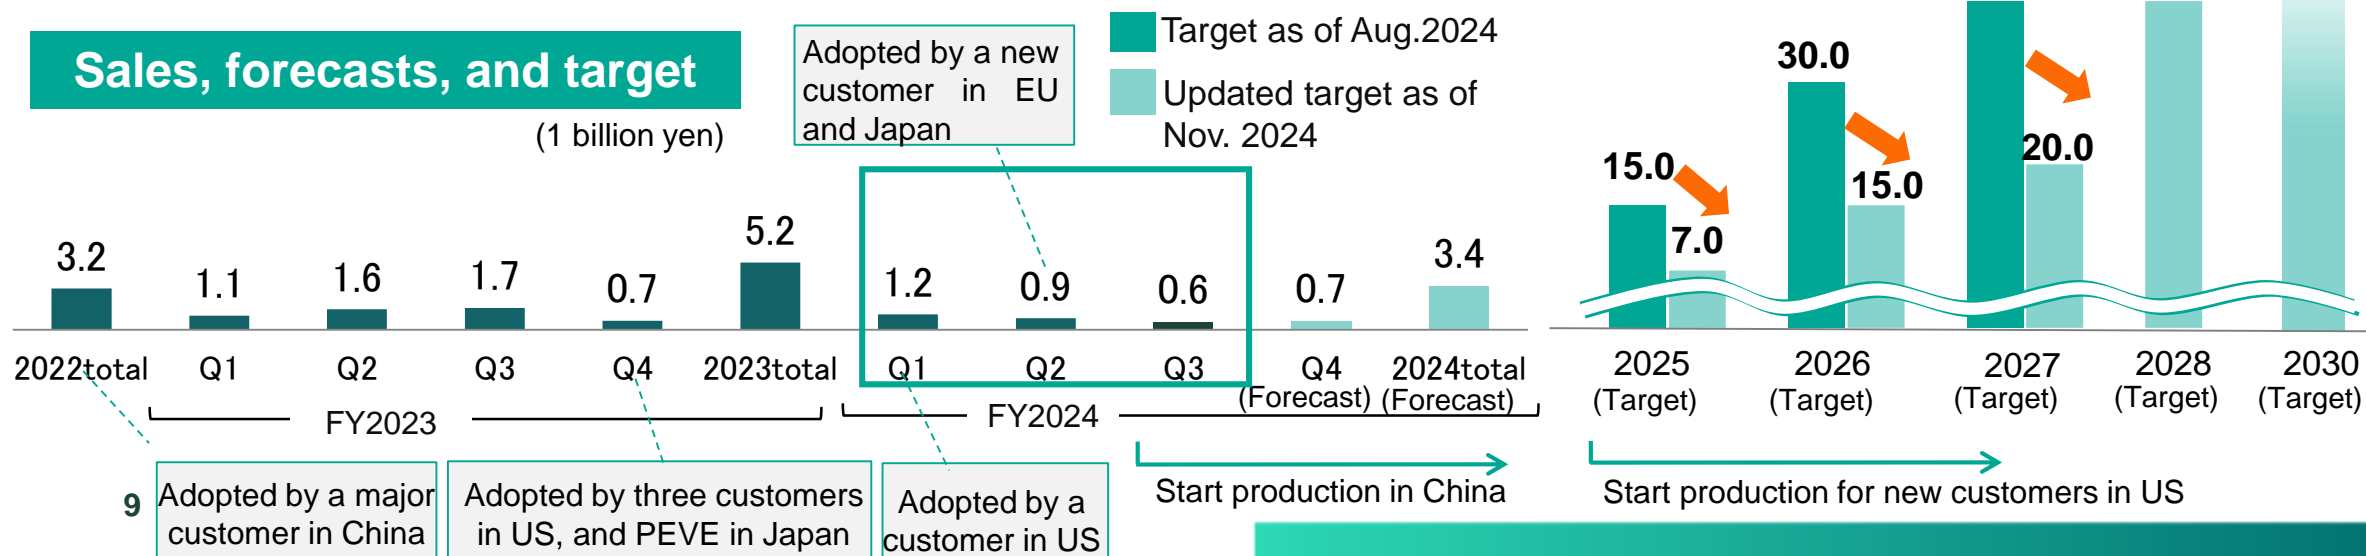 Sales, forecasts, and target
(1 billion yen)
Adopted by a new
customer in EU
and Japan
Target as of Aug.2024
Updated target as of
Nov. 2024
3.2
1.1
1.6
1.7
0.7
5.2
1.2
0.9
0.6
0.7
3.4
15.0
7.0
30.0
15.0
20.0
2022total
Q1
Q2
Q3
Q4
2023total
Q1
Q2
Q3
Q4
(Forecast)
2024total
(Forecast)
2025
(Target)
2026
(Target)
2027
(Target)
2028
(Target)
2030
(Target)
FY2023
FY2024
9
Adopted by a major
customer in China
Adopted by three customers
in US, and PEVE in Japan
Adopted by a
customer in US
Start production in China
Start production for new customers in US